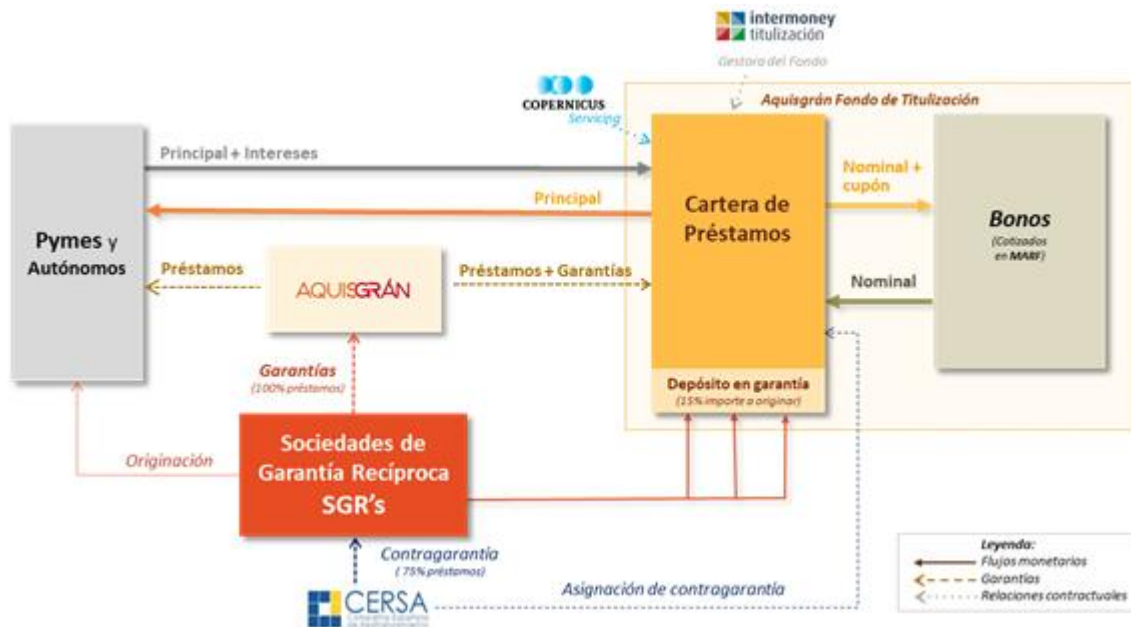 intermoney
titulización
Gestora del Fondo
COPERNICUS
Servicing
Aquisgrán Fondo de Titulización
Principal + Intereses
Principal
Pymes y
Autónomos
Cartera de
Préstamos
Nominal +
cupón
Bonos
(Cotizados
en MARF)
Nominal
Préstamos
AQUISGRÁN
Préstamos + Garantías
Garantías
(100% préstamos)
Depósito en garantía
(15% importe a originar)
Originación
Sociedades de
Garantía Recíproca
SGR's
Contragarantía
( 75% préstamos)
CERSA
Compañía Española
Asignación de contragarantía
Leyenda:
Flujos monetarios
Garantías
Relaciones contractuales